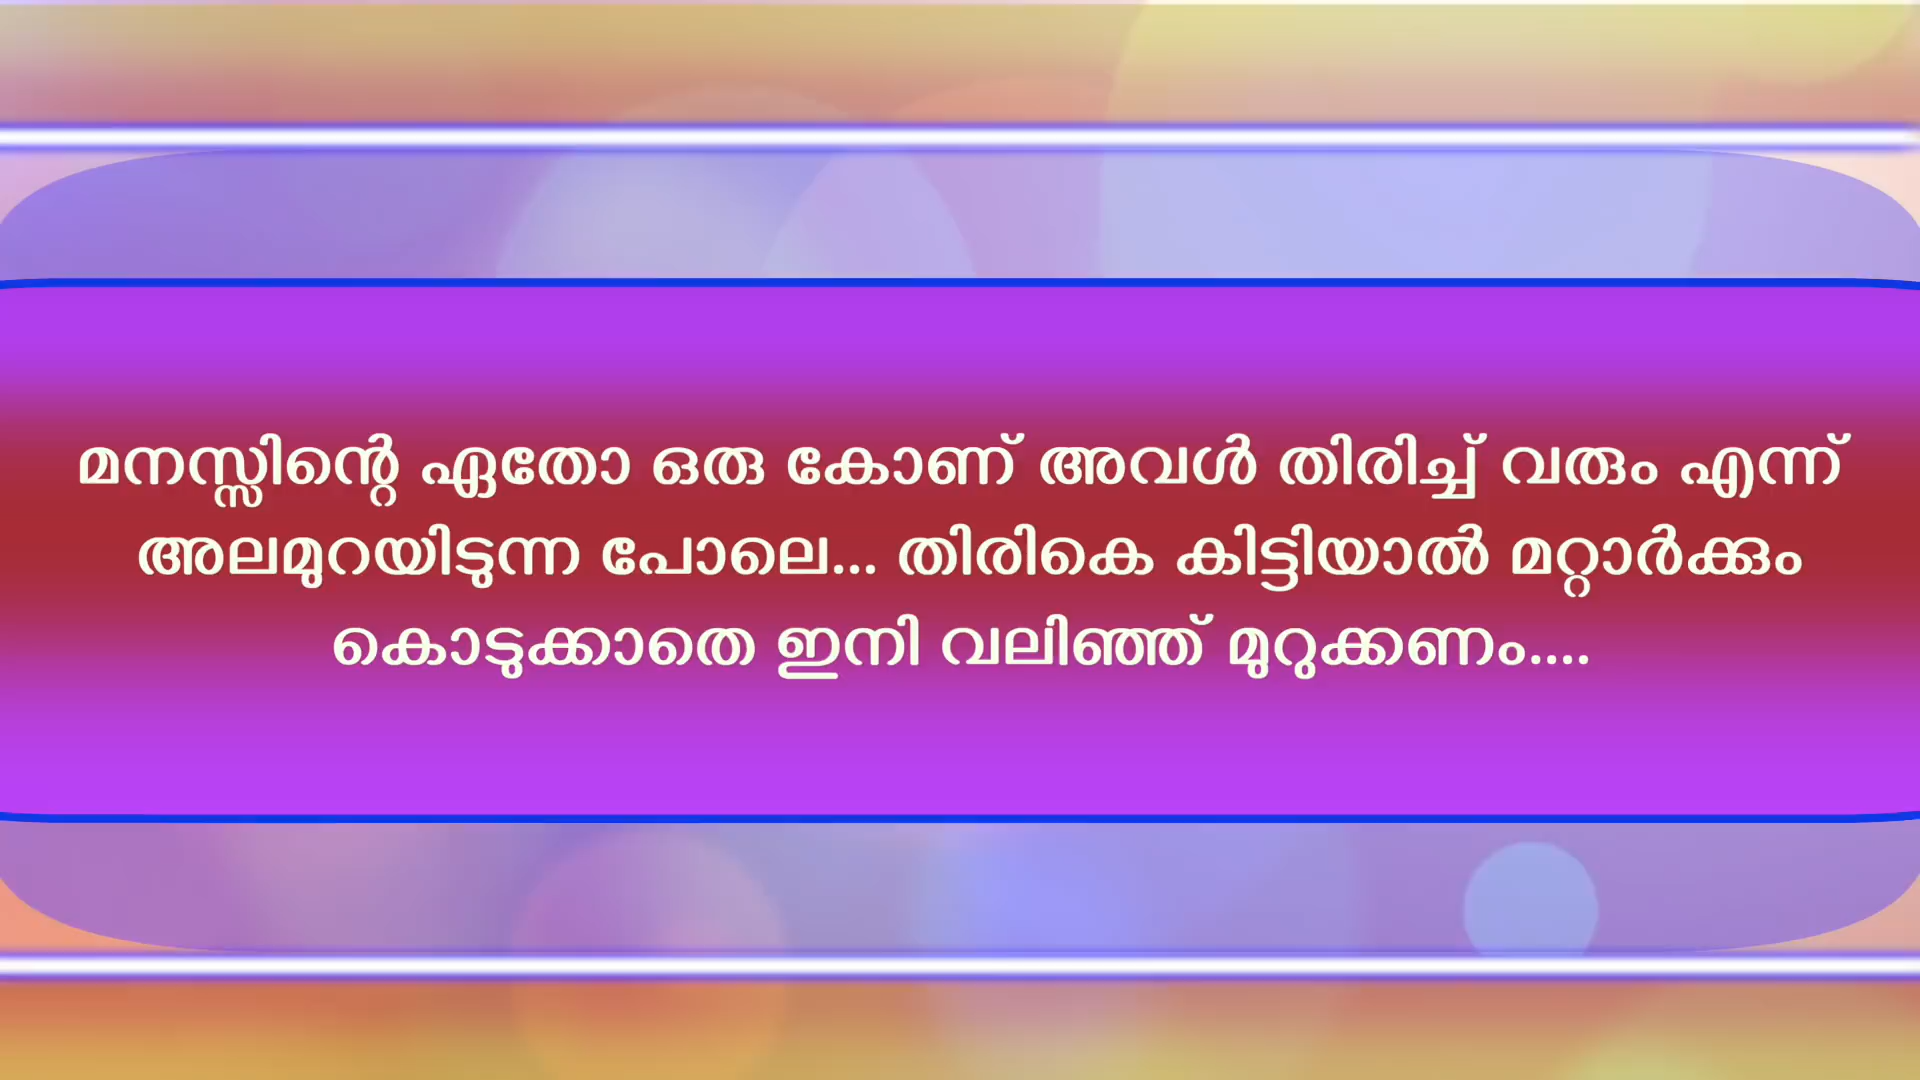 മനസ്സിന്റെ ഏതോ ഒരു കോണ് അവൾ തിരിച്ച് വരും എന്ന്
അലമുറയിടുന്ന പോലെ... തിരികെ കിട്ടിയാൽ മറ്റാർക്കും
കൊടുക്കാതെ ഇനി വലിഞ്ഞ് മുറുക്കണം....